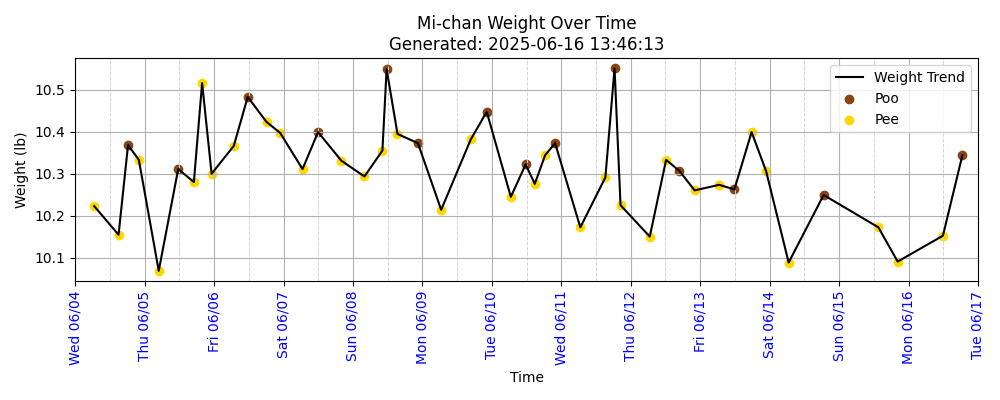 Mi-chan Weight Over Time
Generated: 2025-06-16 13:46:13
Weight Trend
Poo
Pee
Weight (lb)
10.5
10.4
10.3
10.2
10.1
Wed 06/04
Thu 06/05
Fri 06/06
Sat 06/07
Sun 06/08
Mon 06/09
Tue 06/10
Wed 06/11
Thu 06/12
Fri 06/13
Sat 06/14
Sun 06/15
Mon 06/16
Tue 06/17
Time